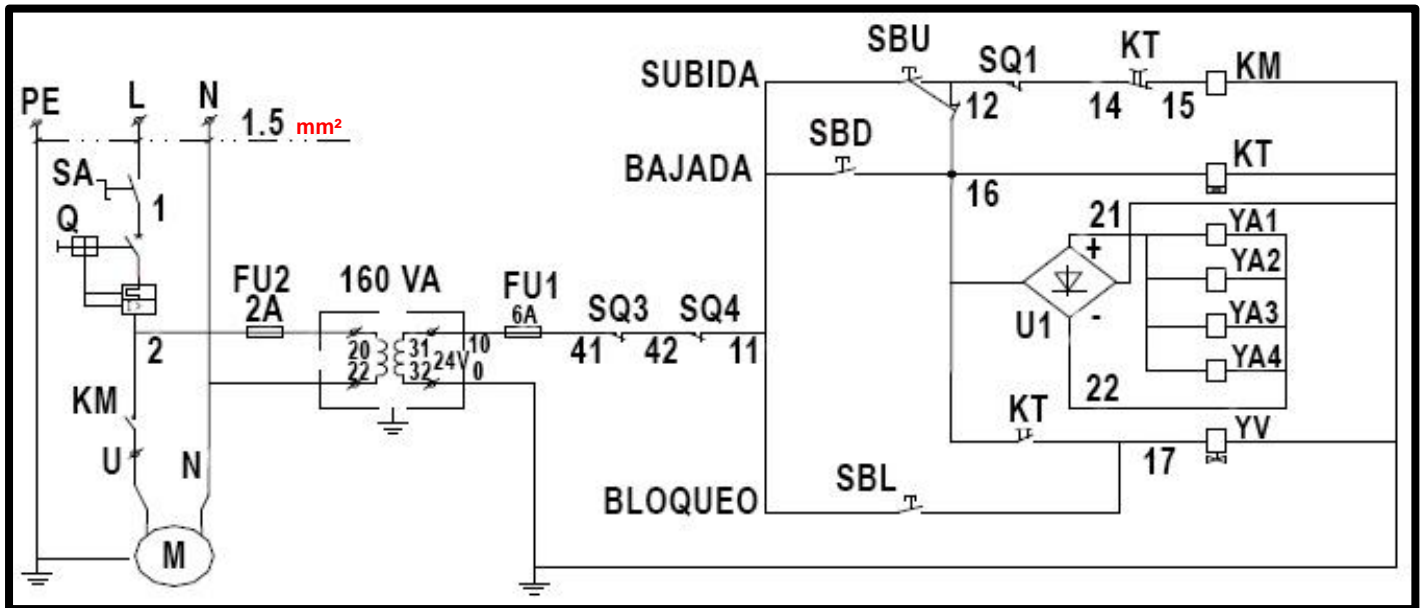 PE
L
N
1.5 mm²
SA
1
Q
2
KM
U
N
M
FU2
2A
160 VA
20
22
31
32
24V
10
0
FU1
6A
41
SQ3
42
SQ4
11
SUBIDA
SBU
12
SQ1
14
KT
15
KM
BAJADA
SBD
16
KT
21
+
-
U1
22
YA1
YA2
YA3
YA4
KT
17
YV
BLOQUEO
SBL